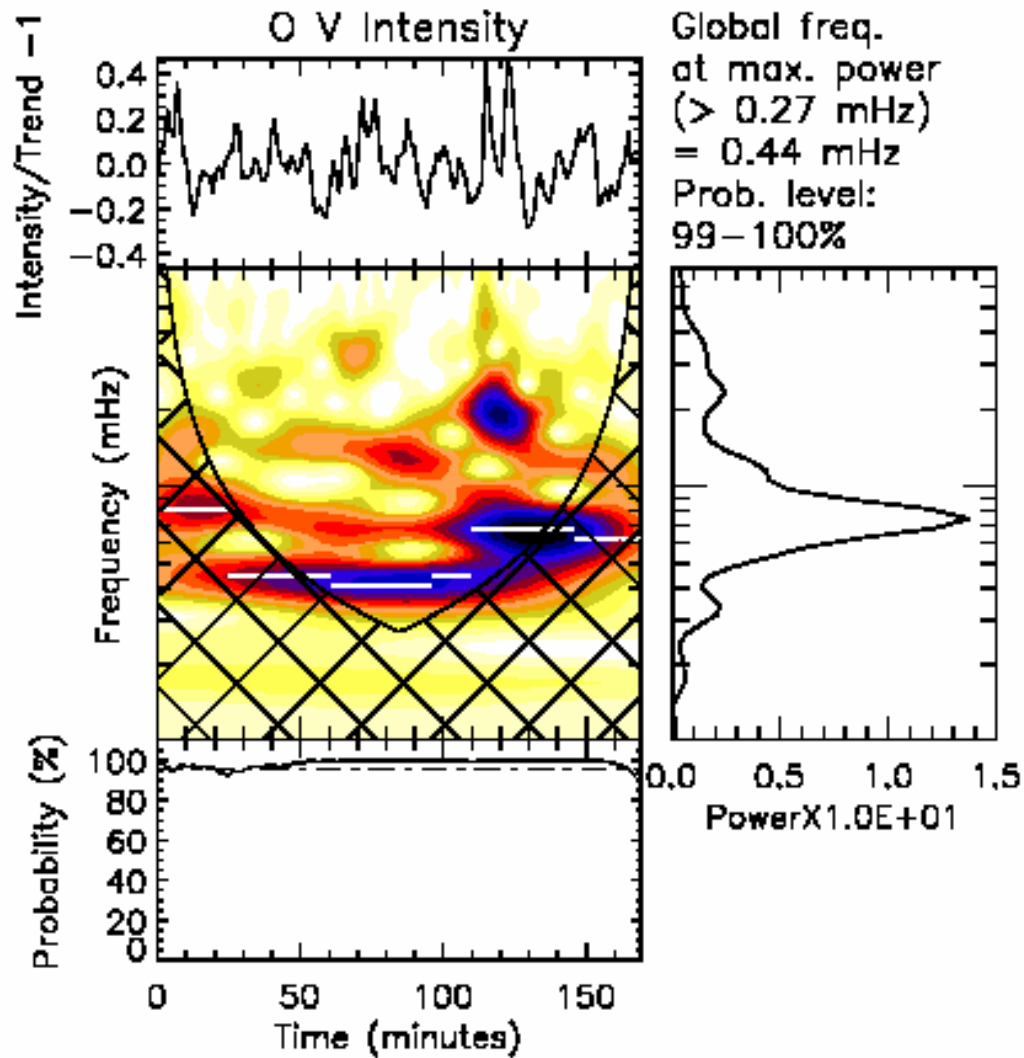 O V Intensity
Intensity/Trend -1
0.4
0.2
0.0
-0.2
-0.4
Global freq.
at max. power
(> 0.27 mHz)
= 0.44 mHz
Prob. level:
99-100%
Frequency (mHz)
Probability (%)
100
80
60
40
20
0
0 50 100 150
Time (minutes)
0.0 0.5 1.0 1.5
PowerX1.0E+01